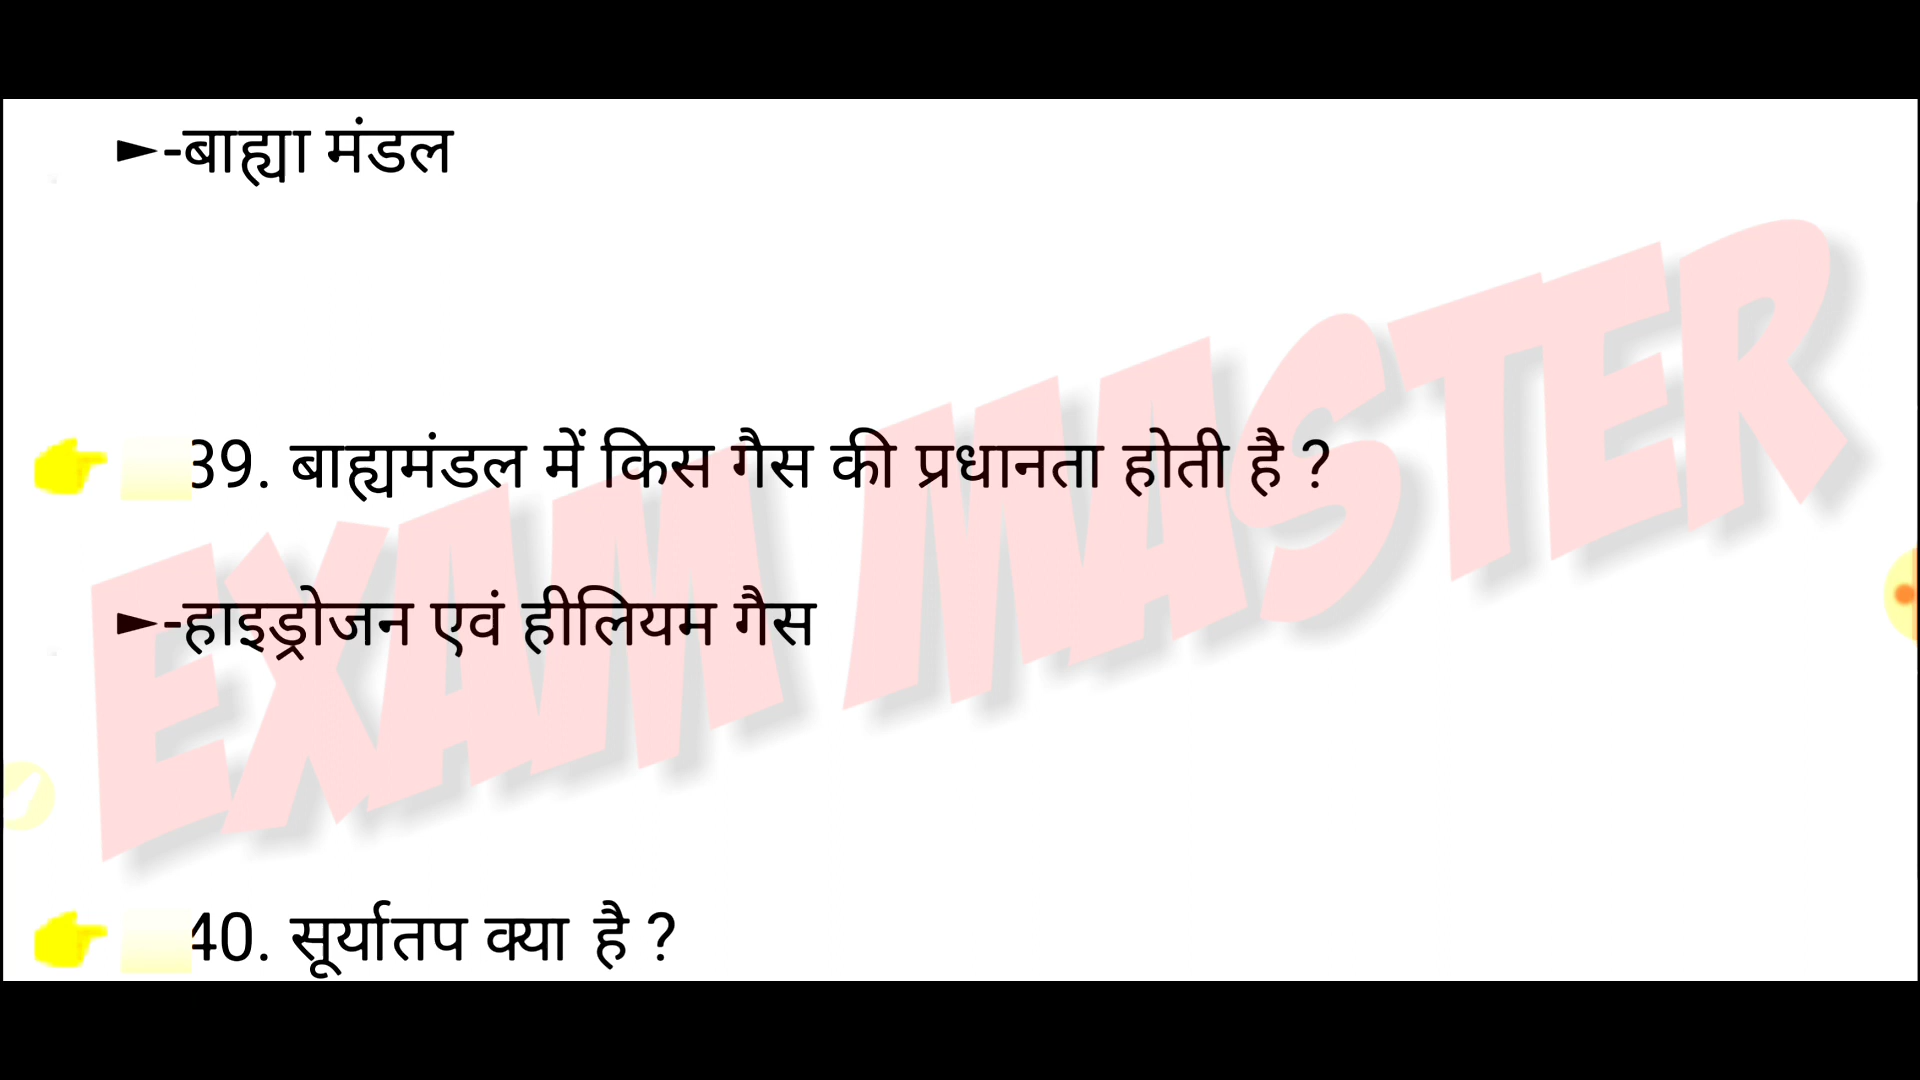 ►-बाह्या मंडल
39. बाह्यमंडल में किस गैस की प्रधानता होती है ?
►-हाइड्रोजन एवं हीलियम गैस
EXAM MASTER
40. सूर्यातप क्या है ?